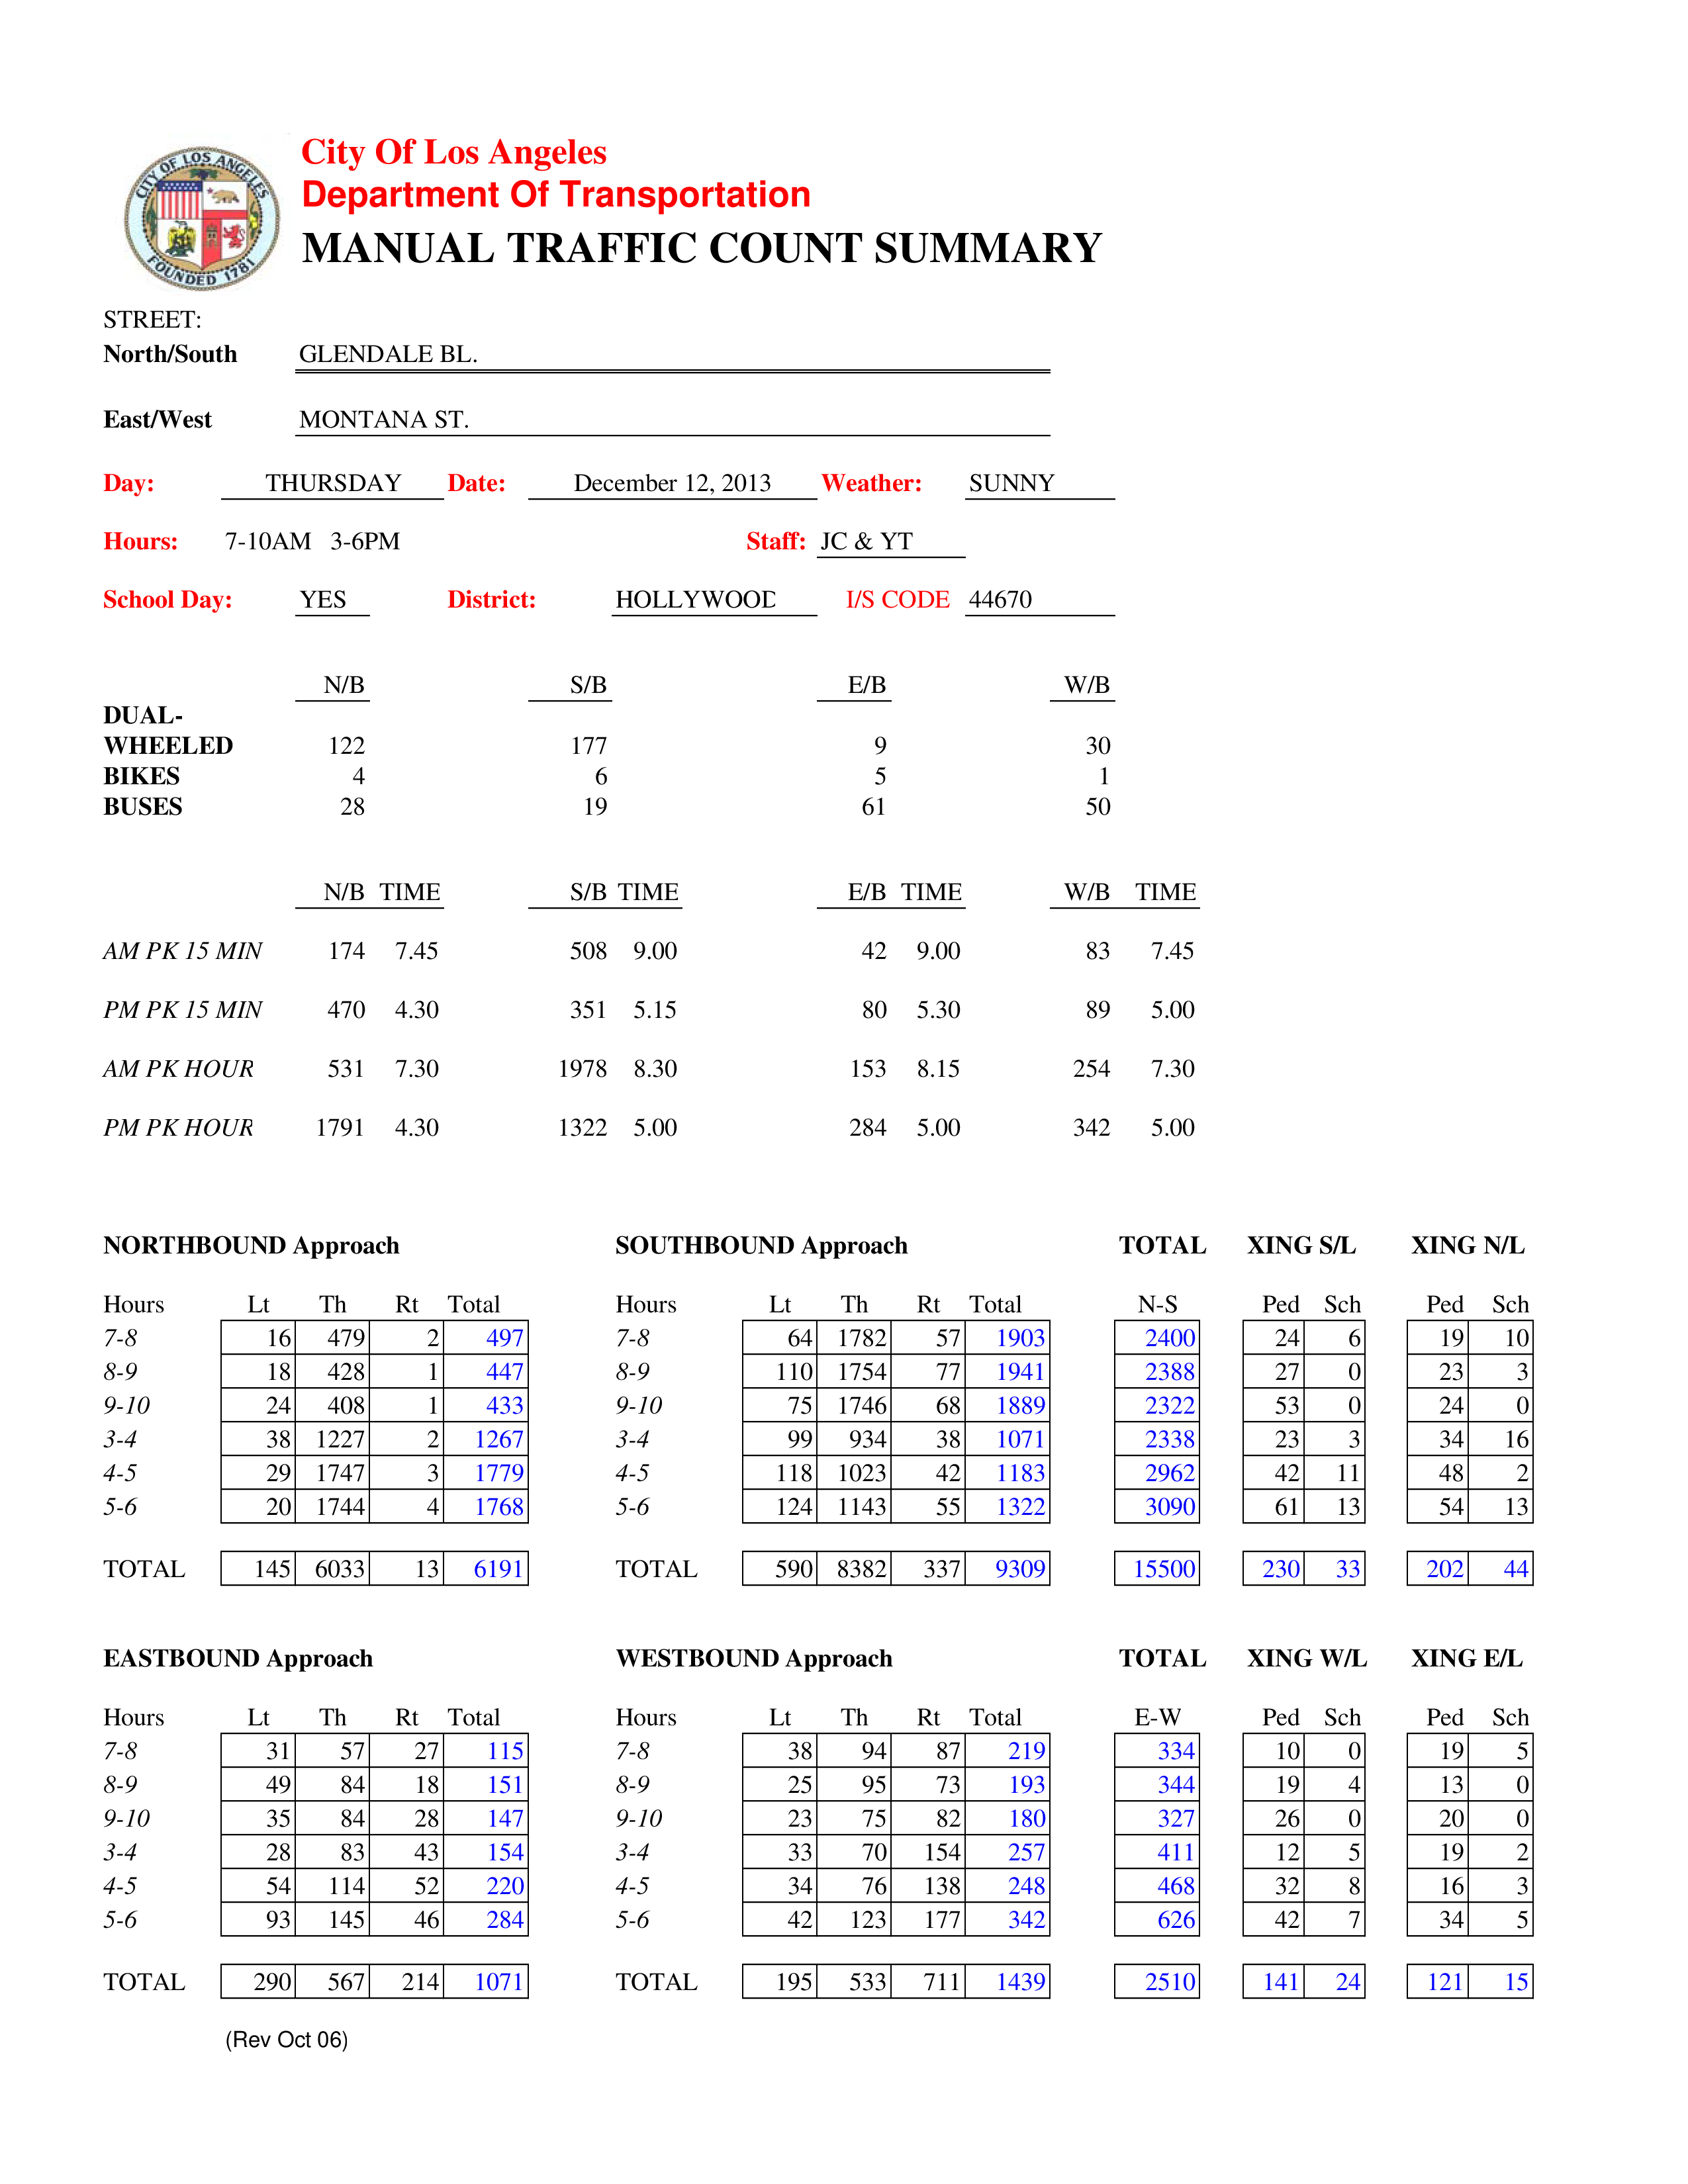 CITY OF LOS ANGELES
FOUNDED 1781
City Of Los Angeles
Department Of Transportation
MANUAL TRAFFIC COUNT SUMMARY
STREET:
North/South GLENDALE BL.
East/West MONTANA ST.
Day: THURSDAY Date: December 12, 2013 Weather: SUNNY
Hours: 7-10AM 3-6PM Staff: JC & YT
School Day: YES District: HOLLYWOOD I/S CODE 44670
N/B S/B E/B W/B
DUAL-
WHEELED 122 177 9 30
BIKES 4 6 5 1
BUSES 28 19 61 50
N/B TIME S/B TIME E/B TIME W/B TIME
AM PK 15 MIN 174 7.45 508 9.00 42 9.00 83 7.45
PM PK 15 MIN 470 4.30 351 5.15 80 5.30 89 5.00
AM PK HOUR 531 7.30 1978 8.30 153 8.15 254 7.30
PM PK HOUR 1791 4.30 1322 5.00 284 5.00 342 5.00
NORTHBOUND Approach SOUTHBOUND Approach TOTAL XING S/L XING N/L
Hours Lt Th Rt Total Hours Lt Th Rt Total N-S Ped Sch Ped Sch
7-8 16 479 2 497 7-8 64 1782 57 1903 2400 24 6 19 10
8-9 18 428 1 447 8-9 110 1754 77 1941 2388 27 0 23 3
9-10 24 408 1 433 9-10 75 1746 68 1889 2322 53 0 24 0
3-4 38 1227 2 1267 3-4 99 934 38 1071 2338 23 3 34 16
4-5 29 1747 3 1779 4-5 118 1023 42 1183 2962 42 11 48 2
5-6 20 1744 4 1768 5-6 124 1143 55 1322 3090 61 13 54 13
TOTAL 145 6033 13 6191 TOTAL 590 8382 337 9309 15500 230 33 202 44
EASTBOUND Approach WESTBOUND Approach TOTAL XING W/L XING E/L
Hours Lt Th Rt Total Hours Lt Th Rt Total E-W Ped Sch Ped Sch
7-8 31 57 27 115 7-8 38 94 87 219 334 10 0 19 5
8-9 49 84 18 151 8-9 25 95 73 193 344 19 4 13 0
9-10 35 84 28 147 9-10 23 75 82 180 327 26 0 20 0
3-4 28 83 43 154 3-4 33 70 154 257 411 12 5 19 2
4-5 54 114 52 220 4-5 34 76 138 248 468 32 8 16 3
5-6 93 145 46 284 5-6 42 123 177 342 626 42 7 34 5
TOTAL 290 567 214 1071 TOTAL 195 533 711 1439 2510 141 24 121 15
(Rev Oct 06)